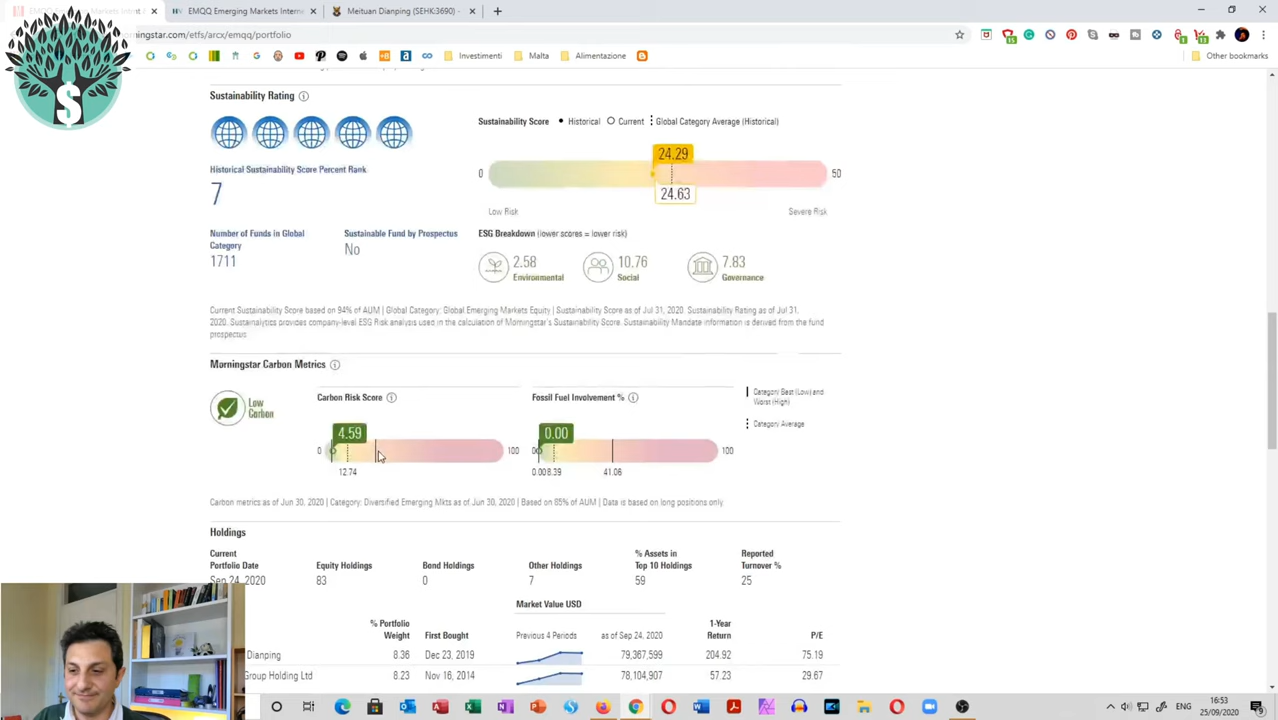 EMQQ Emerging Markets Interne
Meituan Dianping (SEHK:3690) -
rningstar.com/etfs/arcx/emqq/portfolio
Investimenti
Malta
Alimentazione
Other bookmarks
$
Sustainability Rating
Sustainability Score Historical Current Global Category Average (Historical)
24.29
0
50
24.63
Low Risk
Severe Risk
Historical Sustainability Score Percent Rank
7
Number of Funds in Global
Category
1711
Sustainable Fund by Prospectus
No
ESG Breakdown (lower scores = lower risk)
2.58
Environmental
10.76
Social
7.83
Governance
Current Sustainability Score based on 94% of AUM | Global Category: Global Emerging Markets Equity | Sustainability Score as of Jul 31, 2020. Sustainability Rating as of Jul 31,
2020. Sustainalytics provides company-level ESG Risk analysis used in the calculation of Morningstar's Sustainability Score. Sustainability Mandate information is derived from the fund
prospectus.
Morningstar Carbon Metrics
Low
Carbon
Carbon Risk Score
4.59
0
100
12.74
Fossil Fuel Involvement %
0.00
0
100
0.00 8.39
41.06
Category Best (Low) and
Worst (High)
Category Average
Carbon metrics as of Jun 30, 2020 | Category: Diversified Emerging Mkts as of Jun 30, 2020 | Based on 85% of AUM | Data is based on long positions only.
Holdings
Current
Portfolio Date
Sep 24, 2020
Equity Holdings
83
Bond Holdings
0
Other Holdings
7
% Assets in
Top 10 Holdings
59
Reported
Turnover %
25
Market Value USD
% Portfolio
Weight
First Bought
Previous 4 Periods
as of Sep 24, 2020
1-Year
Return
P/E
Dianping 8.36 Dec 23, 2019 79,367,599 204.92 75.19
Group Holding Ltd 8.23 Nov 16, 2014 78,104,907 57.23 29.67
ENG
16:53
25/09/2020